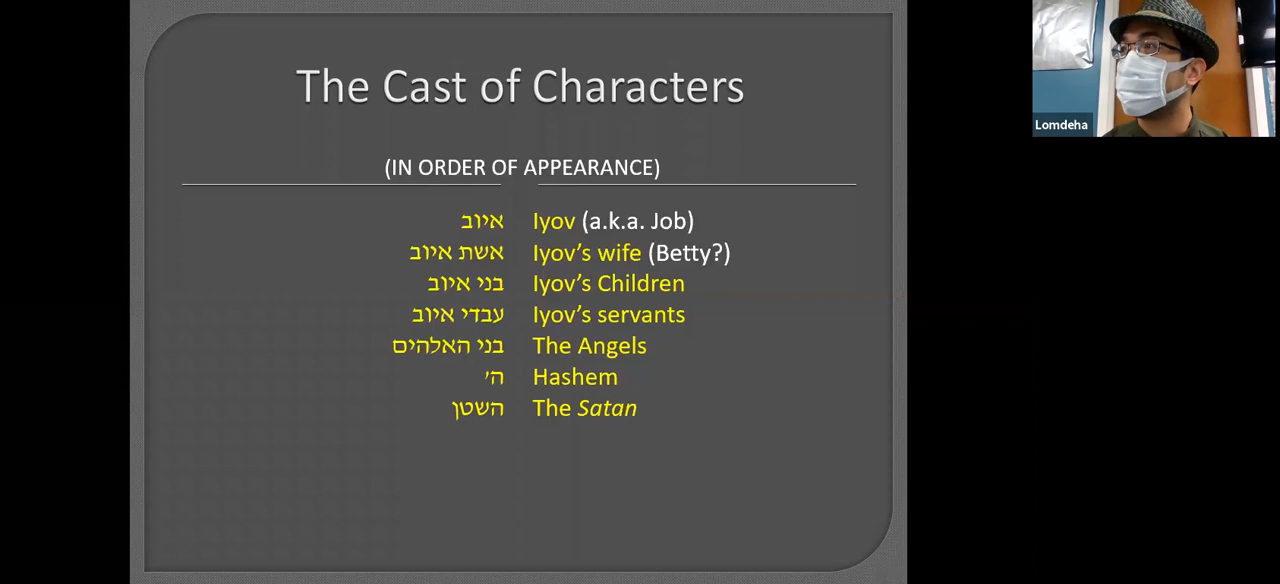 The Cast of Characters
(IN ORDER OF APPEARANCE)
איוב Iyov (a.k.a. Job)
אשת איוב Iyov’s wife (Betty?)
בני איוב Iyov’s Children
עבדי איוב Iyov’s servants
בני האלהים The Angels
ה׳ Hashem
השטן The Satan
Lomdeha